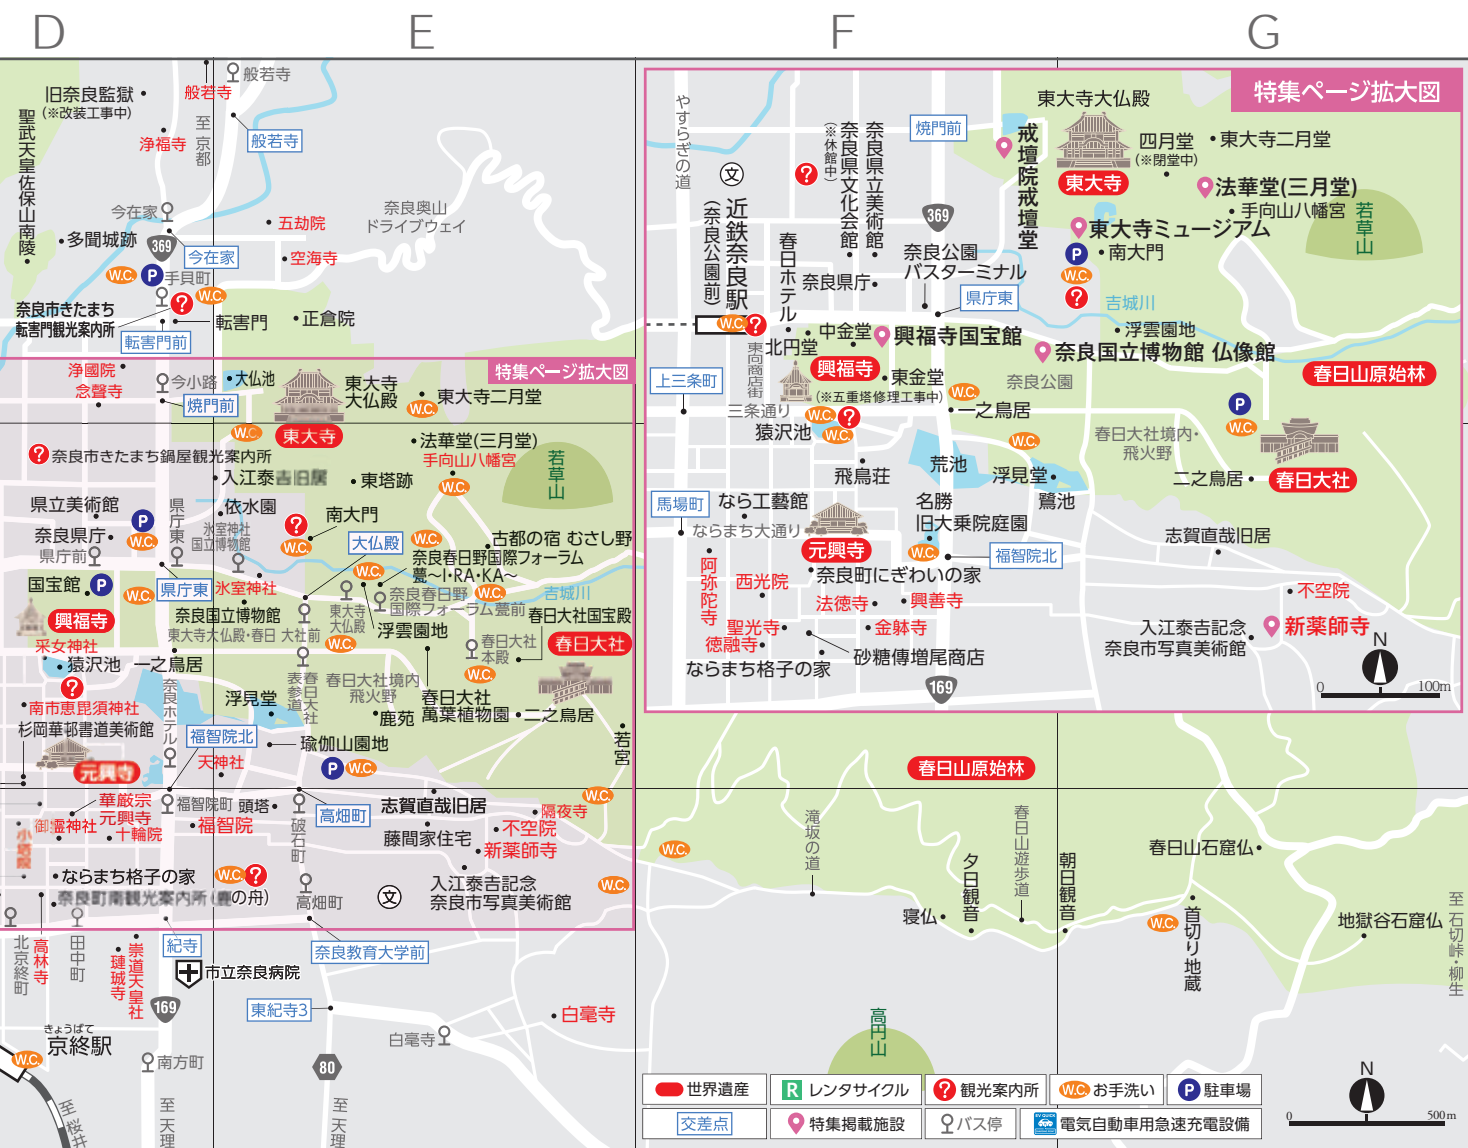 D
E
F
G
般若寺
旧奈良監獄
(※改装工事中)
般若寺
聖武天皇佐保山南陵
浄福寺
至 京都
般若寺
今在家
多聞城跡
369
今在家
五劫院
空海寺
奈良奥山
ドライブウェイ
W.C.
P
手貝町
W.C.
奈良市きたまち
転害門観光案内所
?
転害門
正倉院
転害門前
特集ページ拡大図
浄國院
念聲寺
今小路
大仏池
焼門前
東大寺
大仏殿
W.C.
東大寺二月堂
W.C.
東大寺
?
奈良市きたまち鍋屋観光案内所
法華堂(三月堂)
手向山八幡宮
W.C.
若草山
入江泰
東塔跡
県立美術館
依水園
県庁東
奈良県庁
県庁前
P
W.C.
氷室神社
国立博物館
?
W.C.
南大門
大仏殿
W.C.
古都の宿 むさし野
奈良春日野国際フォーラム
甍～I・RA・KA～
W.C.
国宝館
P
W.C.
県庁東
氷室神社
奈良春日野
国際フォーラム甍前
W.C.
吉城川
興福寺
奈良国立博物館
東大寺
大仏殿
春日大社国宝殿
東大寺大仏殿・春日大社前
浮雲園地
采女神社
W.C.
春日大社
本殿
春日大社
猿沢池
一之鳥居
W.C.
?
奈良ホテル
春日大社
表参道
春日大社境内
飛火野
南市恵毘須神社
浮見堂
春日大社
萬葉植物園
二之鳥居
杉岡華邨書道美術館
鹿苑
福智院北
瑜伽山園地
若宮
元興寺
天神社
P
W.C.
華厳宗
元興寺
福智院町
頭塔
高畑町
志賀直哉旧居
W.C.
隔夜寺
神社
十輪院
福智院
破石町
藤間家住宅
不空院
新薬師寺
ならまち格子の家
W.C.
?
の舟)
高畑町
文
入江泰吉記念
奈良市写真美術館
W.C.
北京終町
高林寺
田中町
璉珹寺
崇道天皇社
紀寺
奈良教育大学前
市立奈良病院
169
東紀寺3
白毫寺
白毫寺
きょうばて
京終駅
W.C.
南方町
80
至 桜井
至 天理
至 天理
特集ページ拡大図
やすらぎの道
文
?
奈良県文化会館
(※休館中)
奈良県立美術館
焼門前
戒壇院戒壇堂
東大寺大仏殿
四月堂
(※閉堂中)
東大寺二月堂
東大寺
法華堂(三月堂)
手向山八幡宮
若草山
近鉄奈良駅
(奈良公園前)
369
東大寺ミュージアム
春日ホテル
奈良公園
バスターミナル
P
南大門
W.C.
奈良県庁
県庁東
?
吉城川
W.C.
?
中金堂
興福寺国宝館
浮雲園地
北円堂
奈良国立博物館 仏像館
東向商店街
興福寺
東金堂
奈良公園
春日山原始林
上三条町
(※五重塔修理工事中)
W.C.
三条通り
W.C.
?
一之鳥居
P
W.C.
猿沢池
W.C.
W.C.
春日大社境内・
飛火野
飛鳥荘
荒池
浮見堂
二之鳥居
春日大社
馬場町
なら工藝館
名勝
旧大乗院庭園
鷺池
ならまち大通り
元興寺
W.C.
福智院北
志賀直哉旧居
阿弥陀寺
奈良町にぎわいの家
西光院
法徳寺
興善寺
不空院
聖光寺
金躰寺
入江泰吉記念
奈良市写真美術館
新薬師寺
徳融寺
砂糖傳増尾商店
ならまち格子の家
169
N
0
100m
春日山原始林
W.C.
滝坂の道
春日山遊歩道
春日山石窟仏
夕日観音
朝日観音
寝仏
W.C.
首切り地蔵
地獄谷石窟仏
至 石切峠・柳生
高円山
世界遺産
R
レンタサイクル
?
観光案内所
W.C.
お手洗い
P
駐車場
交差点
特集掲載施設
バス停
電気自動車用急速充電設備
N
0
500m